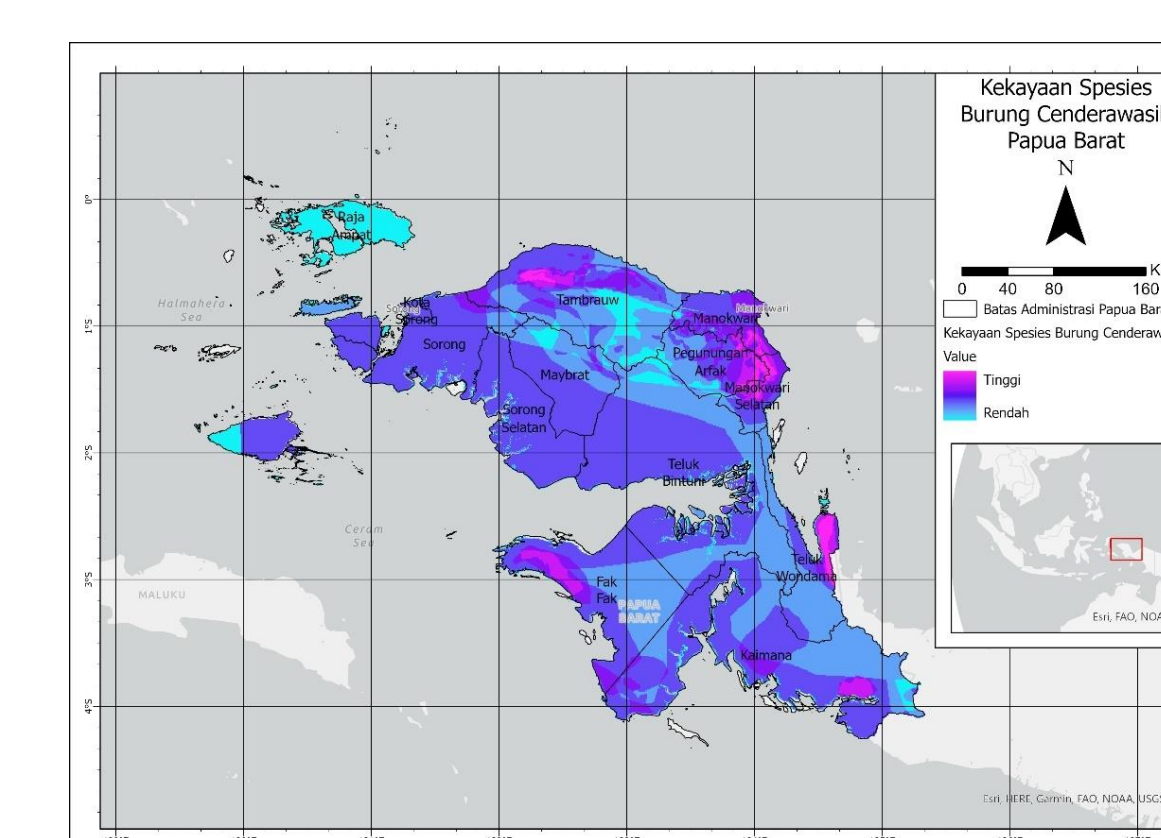 Kekayaan Spesies
Burung Cenderawasi
Papua Barat
N
K
0 40 80 160
Batas Administrasi Papua Bar
Kekayaan Spesies Burung Cenderaw
Value
Tinggi
Rendah
Esri, FAO, NOA
0°
1°S
2°S
3°S
4°S
Raja
Ampat
Halmahera
Sea
Kota
Sorong
Sorong
Tambrauw
Manokwari
Manokwari
Pegunungan
Arfak
Manokwari
Selatan
Maybrat
Sorong
Selatan
Teluk
Bintuni
Ceram
Sea
Teluk
Wondama
Fak
Fak
PAPUA
BARAT
MALUKU
Kaimana
Esri, HERE, Garmin, FAO, NOAA, USGS